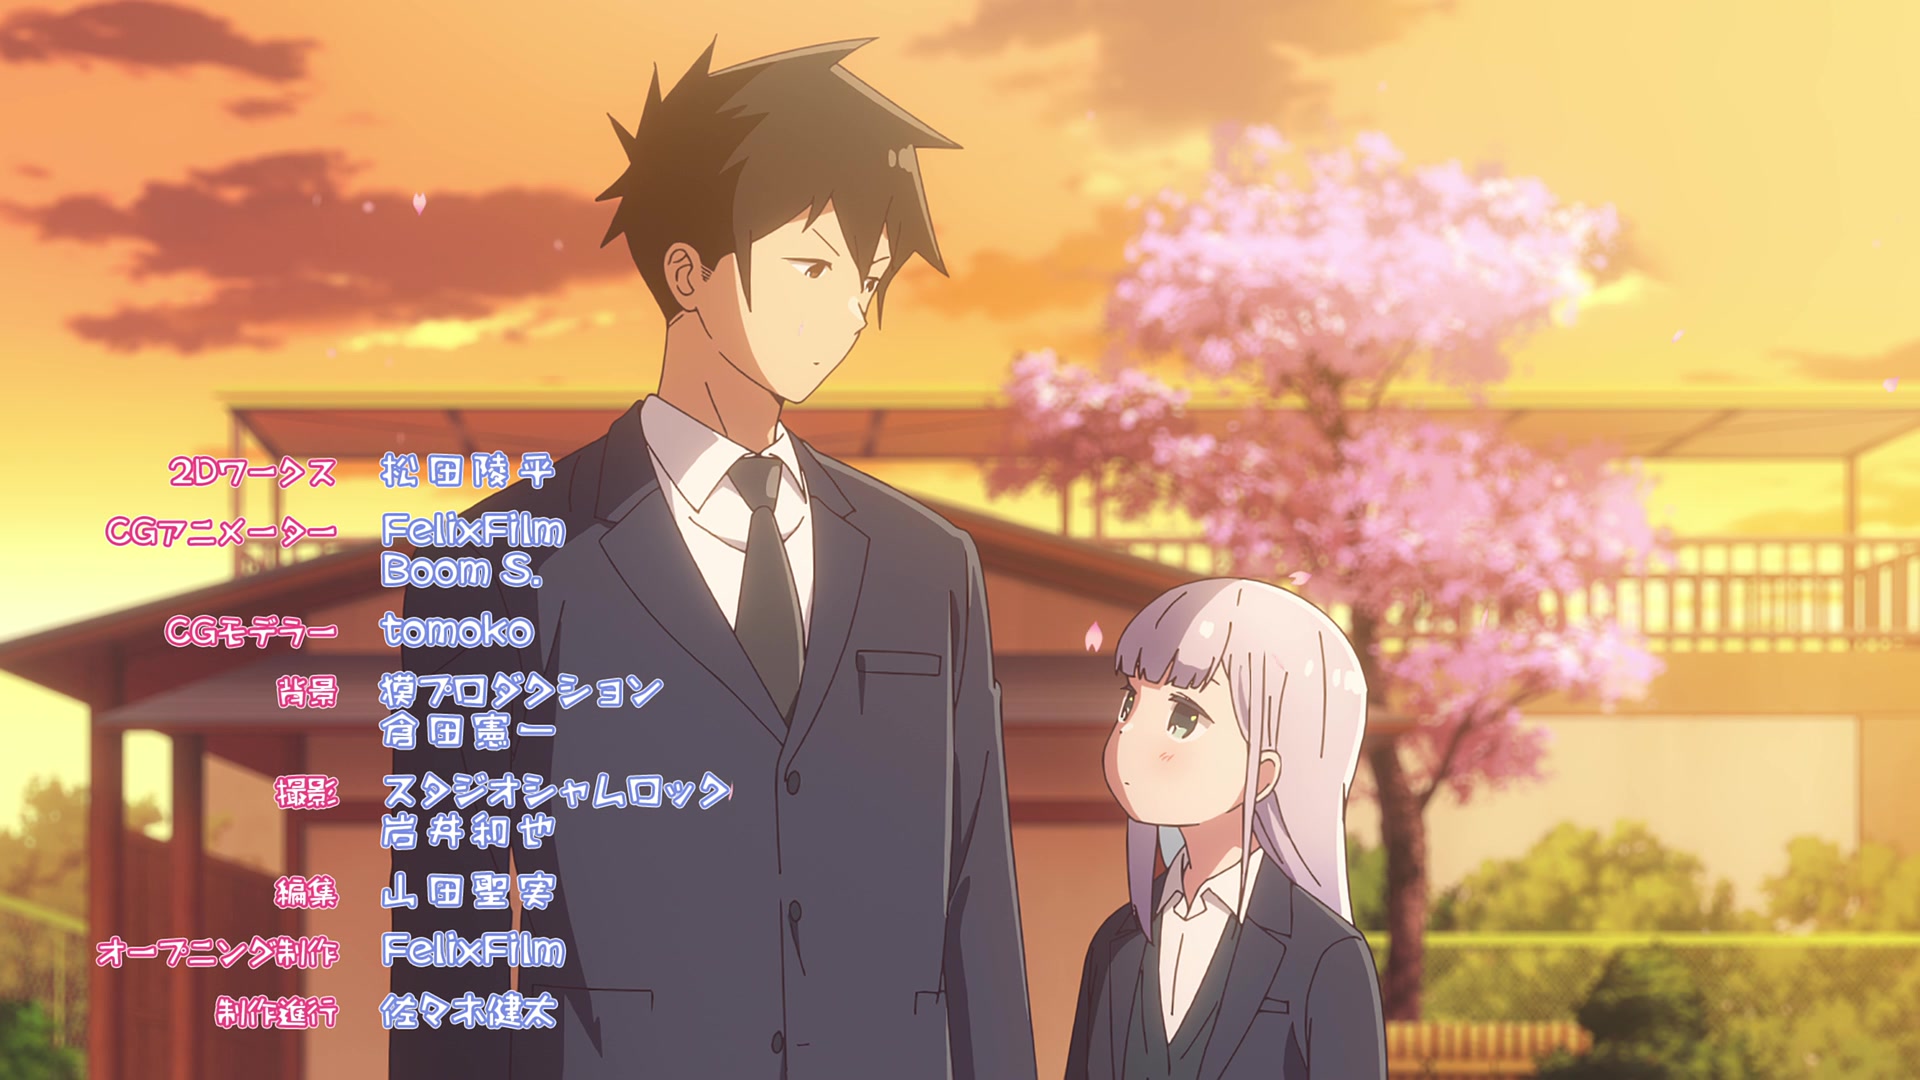 2Dワークス 松田陵平
CGアニメーター FelixFilm
Boom S.
CGモデラー tomoko
背景 獏プロダクション
倉田憲一
撮影 スタジオシャムロック
岩井和也
編集 山田聖実
オープニング制作 FelixFilm
制作進行 佐々木健太